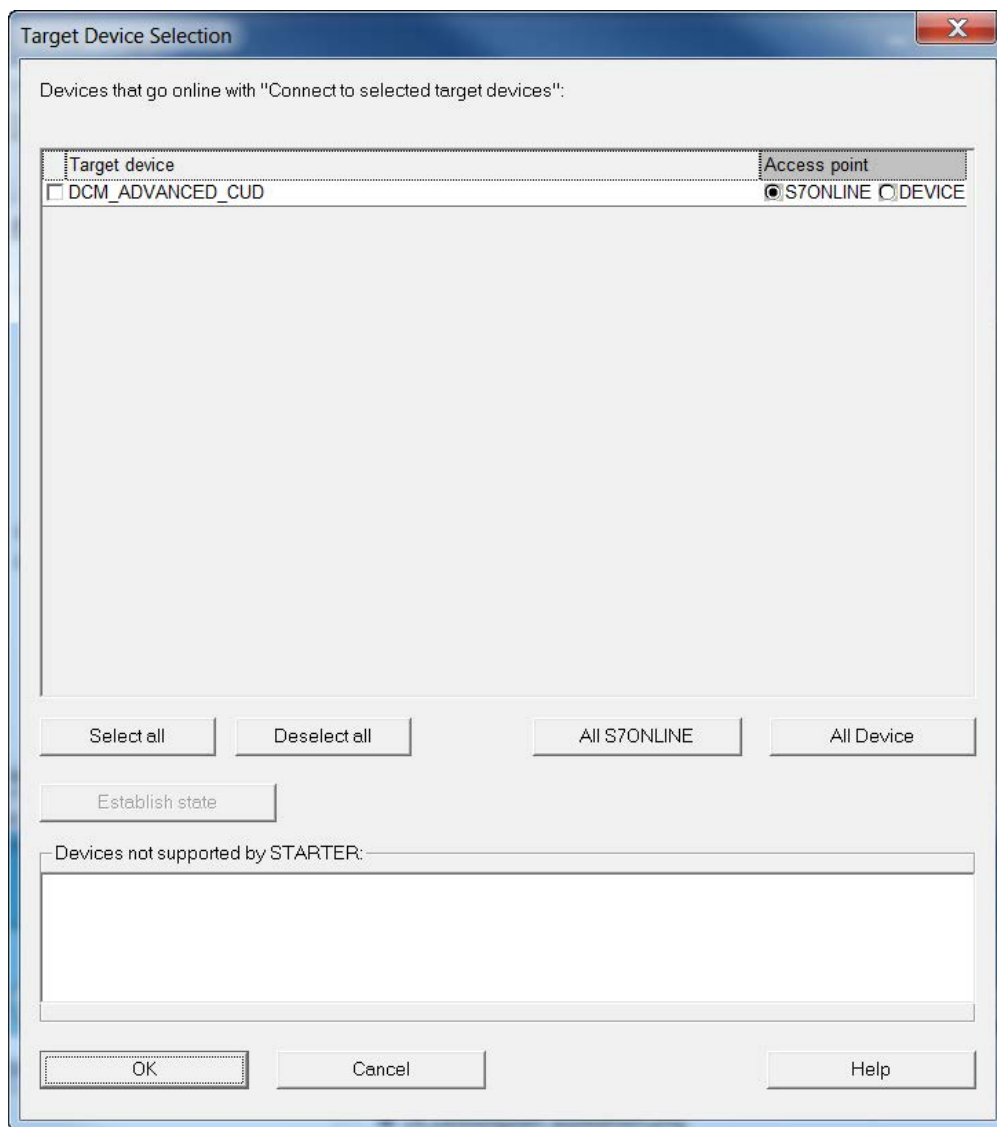 Target Device Selection
Devices that go online with "Connect to selected target devices":
Target device Access point
DCM_ADVANCED_CUD S7ONLINE DEVICE
Select all Deselect all All S7ONLINE All Device
Establish state
Devices not supported by STARTER:
OK Cancel Help